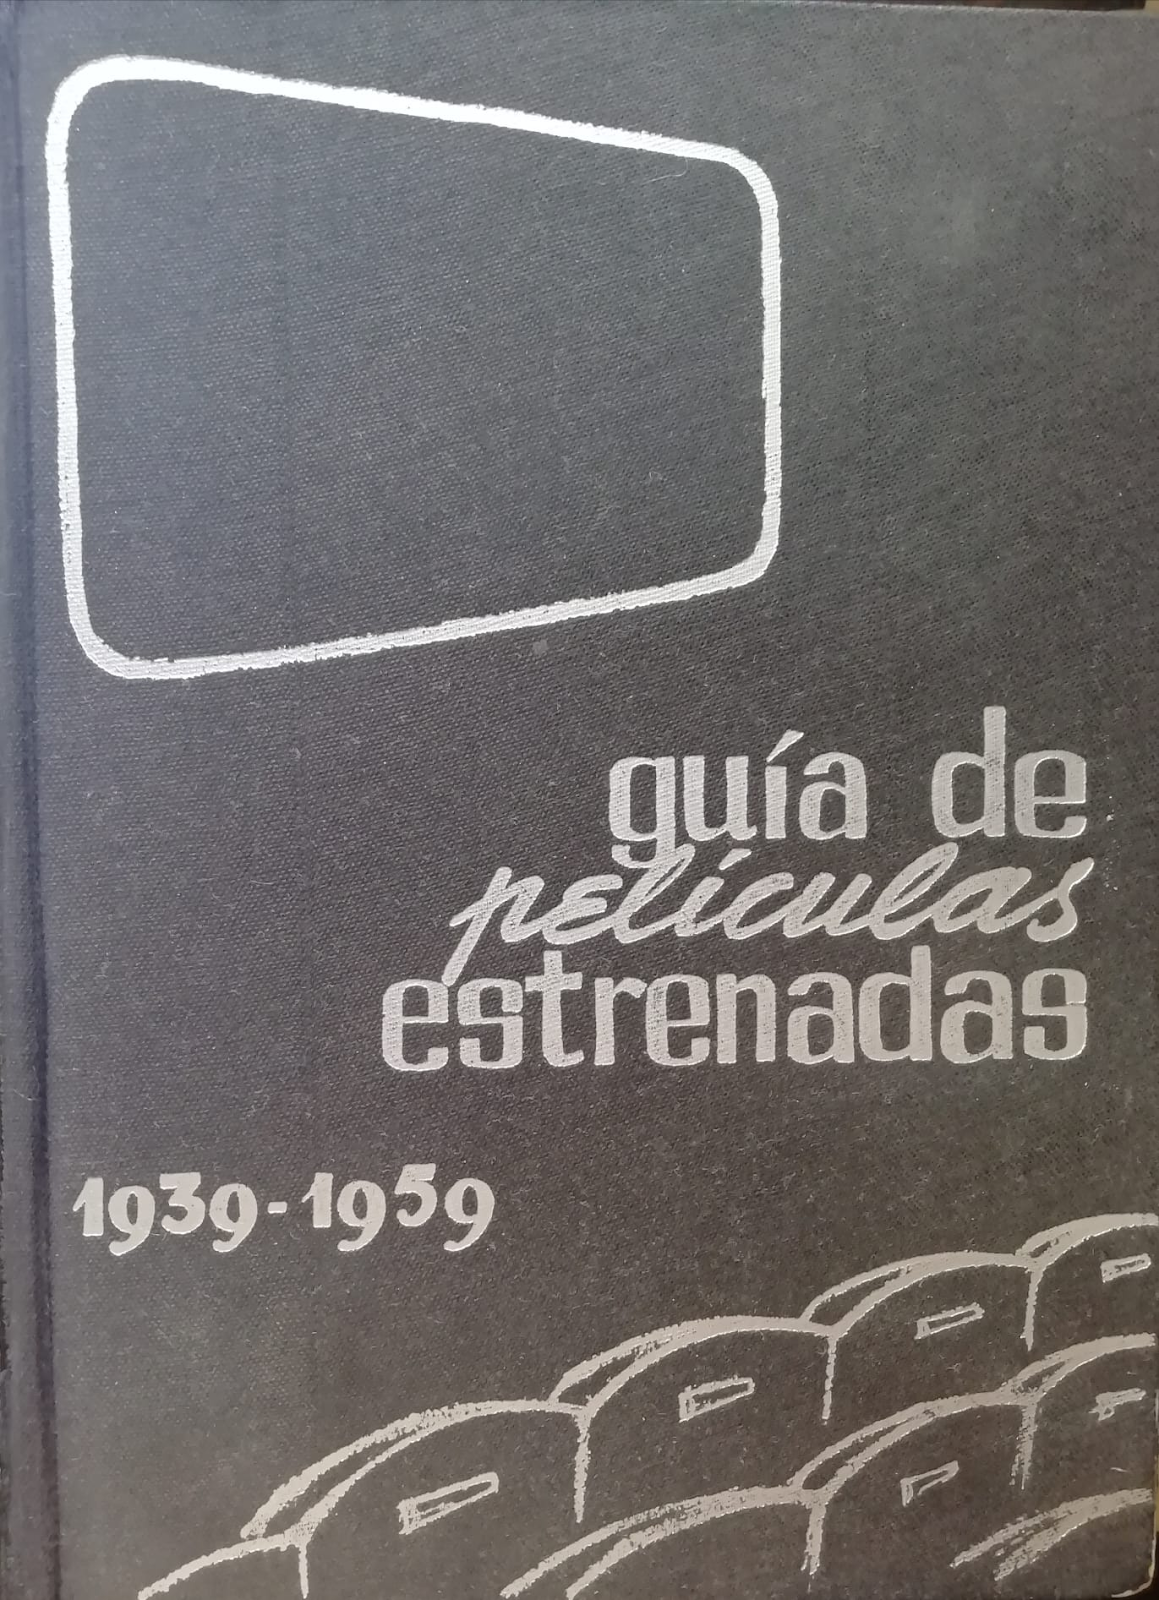 guía de
películas
estrenadas
1939-1959